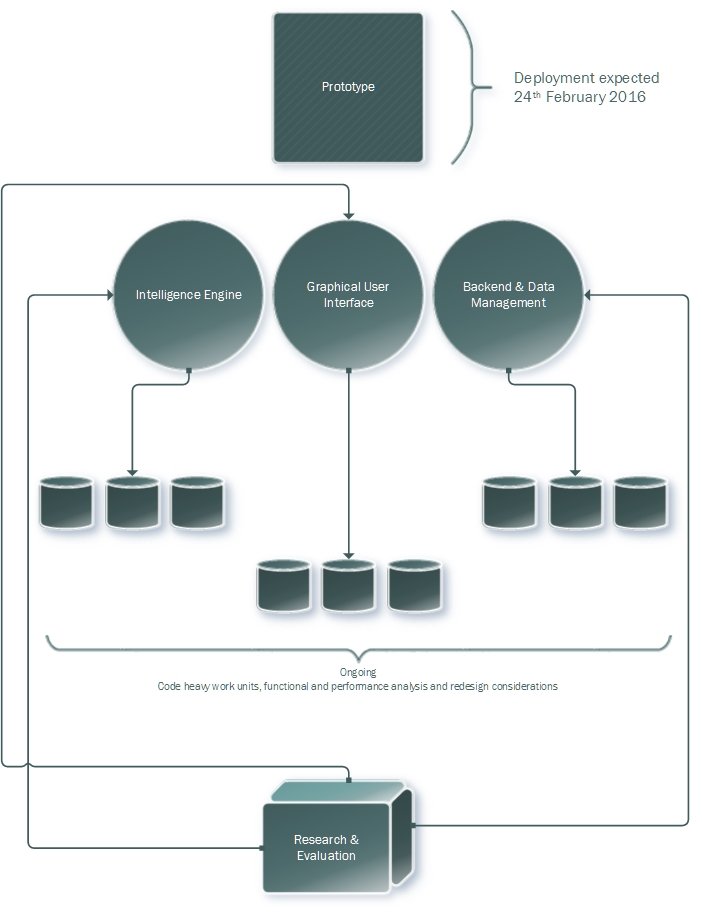 Prototype
Deployment expected
24th February 2016
Intelligence Engine
Graphical User
Interface
Backend & Data
Management
Ongoing
Code heavy work units, functional and performance analysis and redesign considerations
Research &
Evaluation